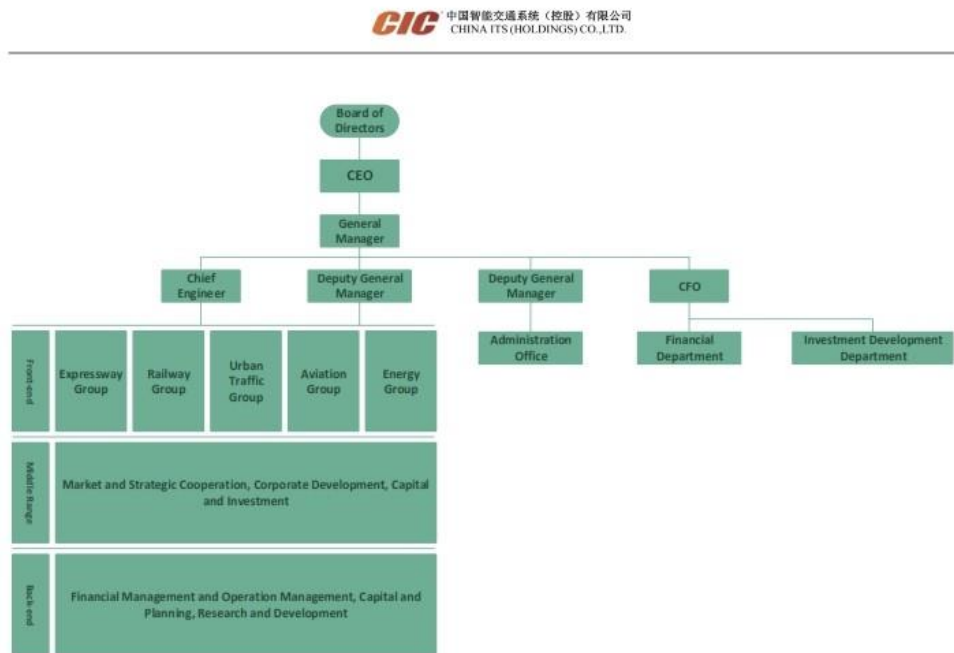 CIC 中国智能交通系统（控股）有限公司
CHINA ITS (HOLDINGS) CO.,LTD.
Board of
Directors
CEO
General
Manager
Chief
Engineer
Deputy General
Manager
Deputy General
Manager
CFO
Administration
Office
Financial
Department
Investment Development
Department
Front-end
Expressway
Group
Railway
Group
Urban
Traffic
Group
Aviation
Group
Energy
Group
Middle Range
Market and Strategic Cooperation, Corporate Development, Capital
and Investment
Back-end
Financial Management and Operation Management, Capital and
Planning, Research and Development